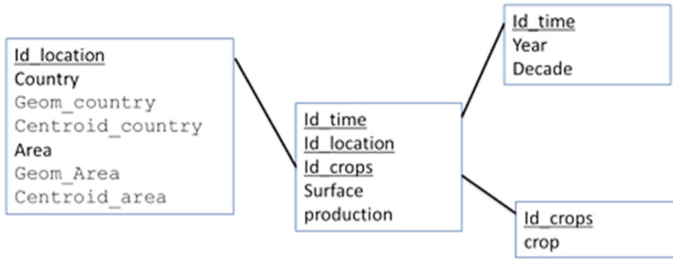 Id_location
Country
Geom_country
Centroid_country
Area
Geom_Area
Centroid_area
Id_time
Id_location
Id_crops
Surface
production
Id_time
Year
Decade
Id_crops
crop